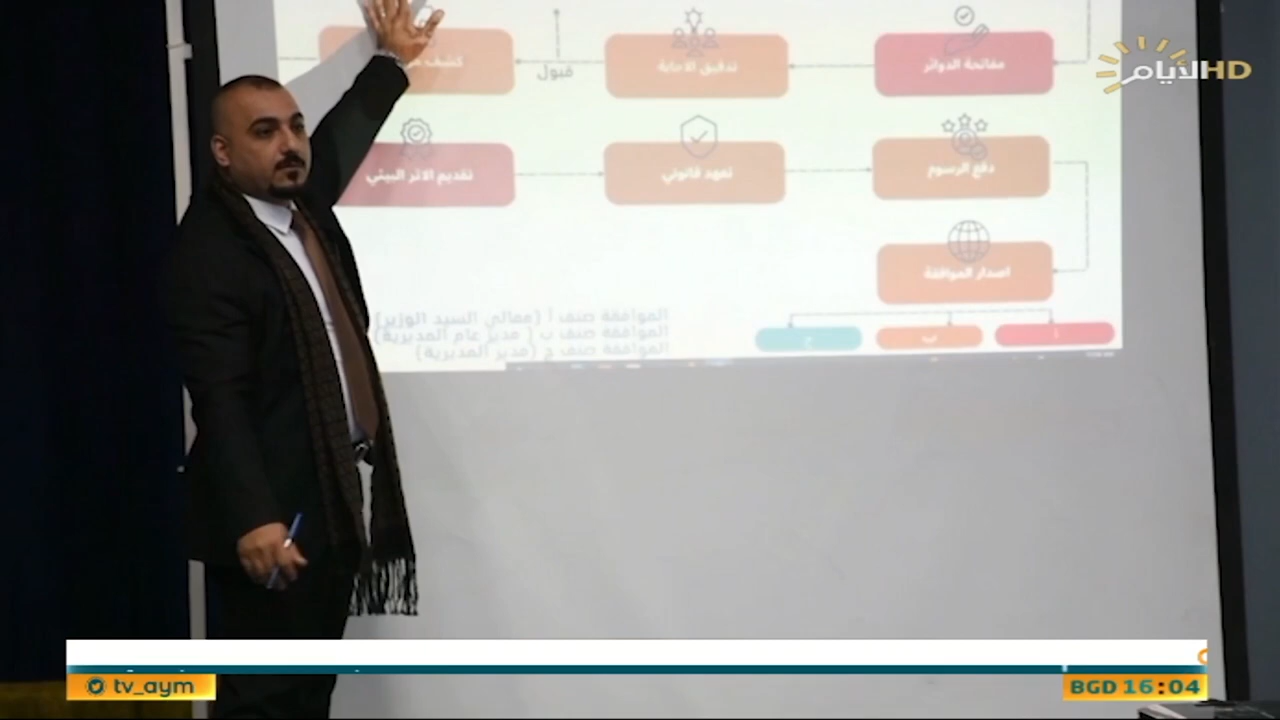 الأيام HD
مفاتحة الدوائر
تدقيق الاجابة
قبول
كشف
تقديم الاثر البيئي
تعهد قانوني
دفع الرسوم
اصدار الموافقة
أ
ب
ج
الموافقة صنف أ (معالي السيد الوزير)
الموافقة صنف ب ( مدير عام المديرية)
الموافقة صنف ج (مدير المديرية)
tv_aym
BGD 16:04